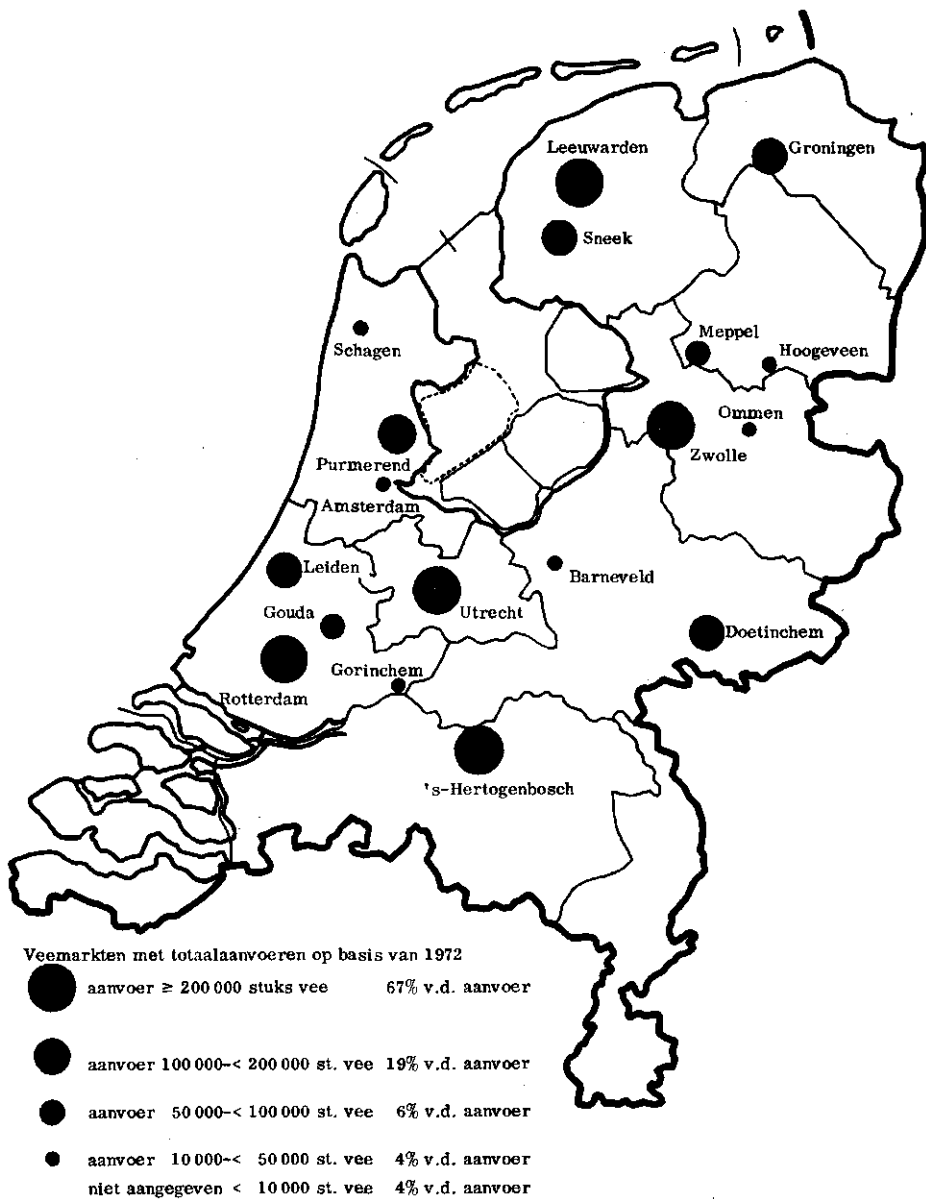 Leeuwarden
Groningen
Sneek
Schagen
Meppel
Hoogeveen
Ommen
Zwolle
Purmerend
Amsterdam
Leiden
Barneveld
Gouda
Utrecht
Doetinchem
Gorinchem
Rotterdam
's-Hertogenbosch
Veemarkten met totaalaanvoeren op basis van 1972
aanvoer ≥ 200 000 stuks vee 67% v.d. aanvoer
aanvoer 100 000-< 200 000 st. vee 19% v.d. aanvoer
aanvoer 50 000-< 100 000 st. vee 6% v.d. aanvoer
aanvoer 10 000-< 50 000 st. vee 4% v.d. aanvoer
niet aangegeven < 10 000 st. vee 4% v.d. aanvoer